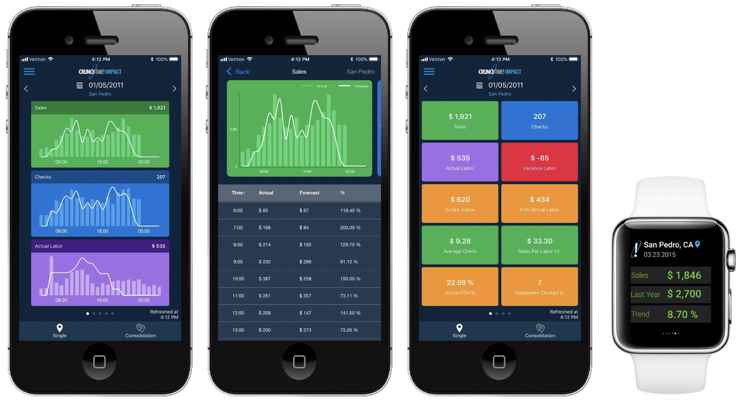 Verizon 4:12 PM 100%
CRUNCHTIME! IMPACT
01/05/2011
San Pedro
Sales $ 1,921
08:00 16:00 00:00
Checks 207
08:00 16:00 00:00
Actual Labor $ 535
08:00 16:00 00:00
Refreshed at
4:12 PM
Single Consolidation
Verizon 4:12 PM 100%
Back Sales San Pedro
Actual Forecast
08:00 16:00 00:00
Time Actual Forecast %
6:00 $ 80 $ 67 119.40 %
7:00 $ 168 $ 84 200.00 %
8:00 $ 214 $ 165 129.70 %
9:00 $ 232 $ 286 81.12 %
10:00 $ 387 $ 258 150.00 %
11:00 $ 261 $ 357 73.11 %
12:00 $ 208 $ 147 141.50 %
13:00 $ 200 $ 273 73.26 %
Verizon 4:12 PM 100%
CRUNCHTIME! IMPACT
01/05/2011
San Pedro
$ 1,921 207
Sales Checks
$ 535 $ -85
Actual Labor Variance Labor
$ 620 $ 434
Sched. Labor FOH Actual Labor
$ 9.28 $ 33.30
Average Check Sales Per Labor Hr
22.59 % 7
Actual FOH % Employees Clocked In
Refreshed at
4:12 PM
Single Consolidation
San Pedro, CA
03.23.2015
Sales $ 1,846
Last Year $ 2,700
Trend 8.70 %